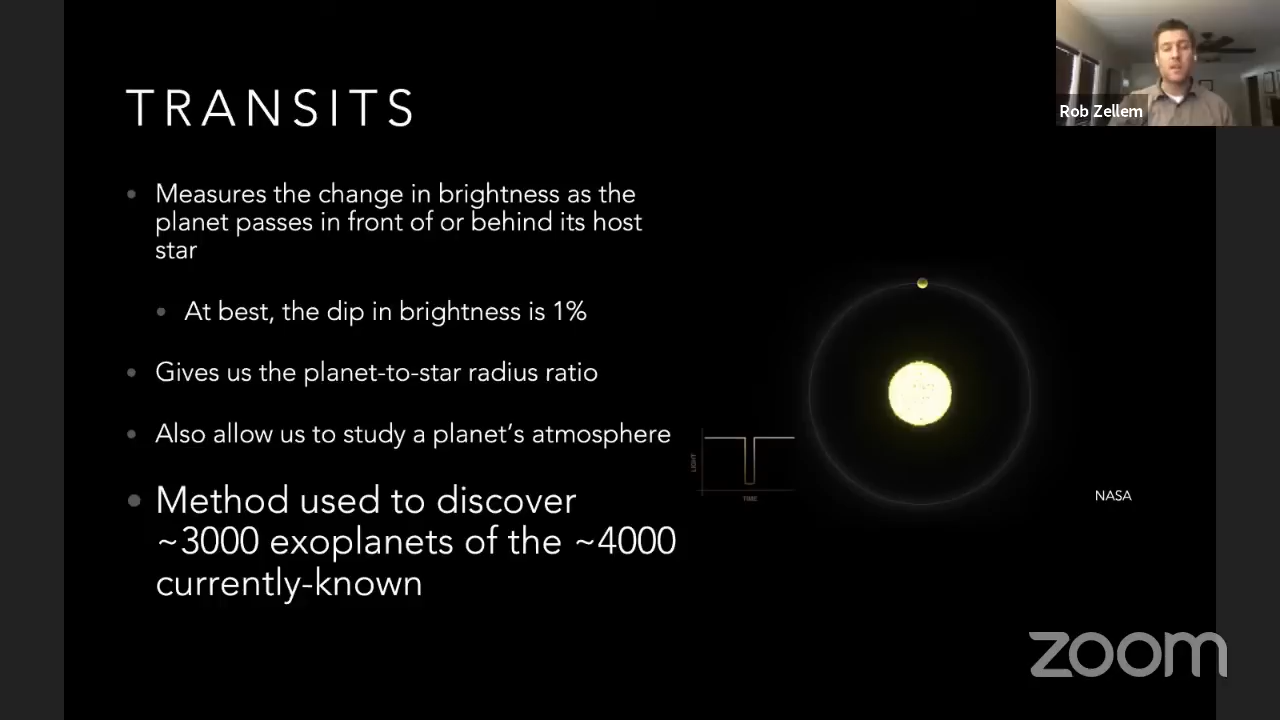 Rob Zellem
TRANSITS
Measures the change in brightness as the
planet passes in front of or behind its host
star
At best, the dip in brightness is 1%
Gives us the planet-to-star radius ratio
Also allow us to study a planet's atmosphere
Method used to discover
~3000 exoplanets of the ~4000
currently-known
LIGHT
TIME
NASA
zoom